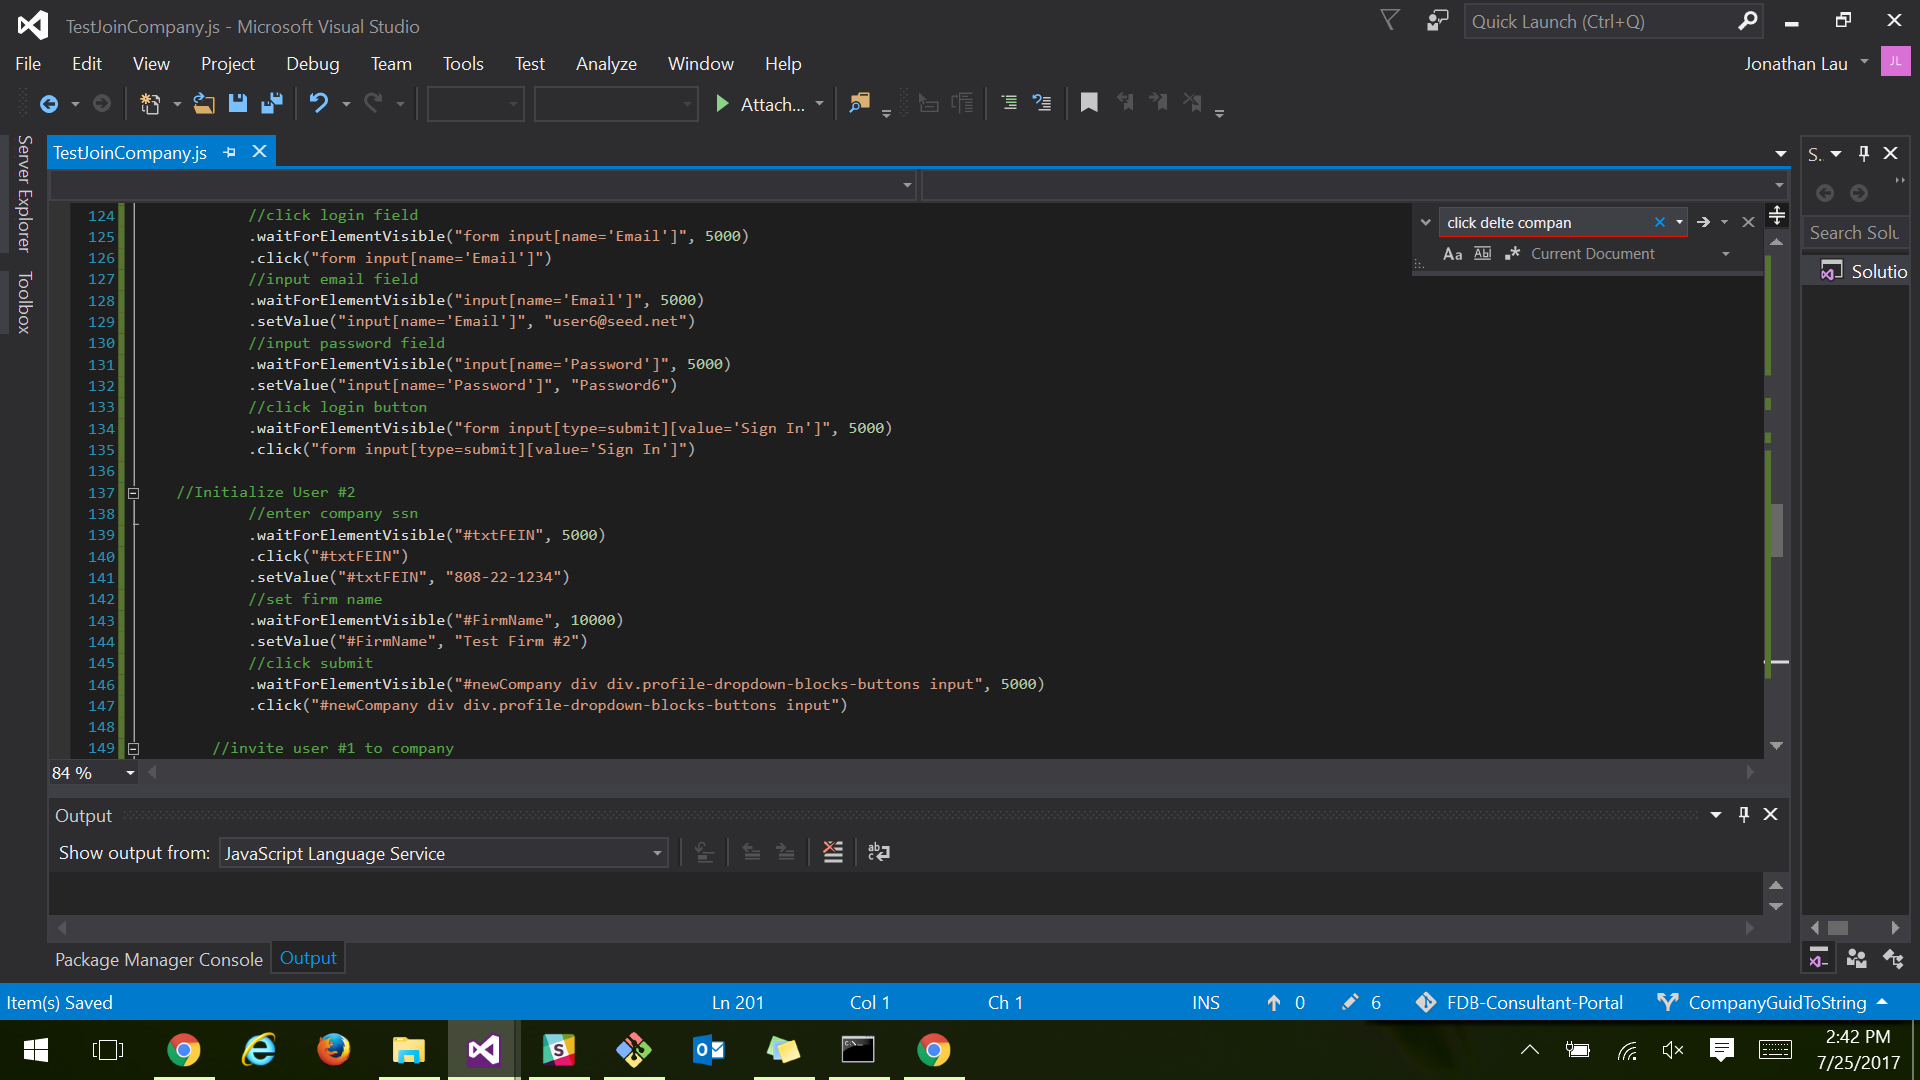 TestJoinCompany.js - Microsoft Visual Studio
Quick Launch (Ctrl+Q)
File Edit View Project Debug Team Tools Test Analyze Window Help
Jonathan Lau JL
Attach...
Server Explorer
Toolbox
TestJoinCompany.js
S..
click delte compan
Aa Ab Current Document
Search Solu
Solutio
124 //click login field
125 .waitForElementVisible("form input[name='Email']", 5000)
126 .click("form input[name='Email']")
127 //input email field
128 .waitForElementVisible("input[name='Email']", 5000)
129 .setValue("input[name='Email']", "user6@seed.net")
130 //input password field
131 .waitForElementVisible("input[name='Password']", 5000)
132 .setValue("input[name='Password']", "Password6")
133 //click login button
134 .waitForElementVisible("form input[type=submit][value='Sign In']", 5000)
135 .click("form input[type=submit][value='Sign In']")
136
137 //Initialize User #2
138 //enter company ssn
139 .waitForElementVisible("#txtFEIN", 5000)
140 .click("#txtFEIN")
141 .setValue("#txtFEIN", "808-22-1234")
142 //set firm name
143 .waitForElementVisible("#FirmName", 10000)
144 .setValue("#FirmName", "Test Firm #2")
145 //click submit
146 .waitForElementVisible("#newCompany div div.profile-dropdown-blocks-buttons input", 5000)
147 .click("#newCompany div div.profile-dropdown-blocks-buttons input")
148
149 //invite user #1 to company
84 %
Output
Show output from: JavaScript Language Service
Package Manager Console Output
Item(s) Saved Ln 201 Col 1 Ch 1 INS 0 6 FDB-Consultant-Portal CompanyGuidToString
2:42 PM
7/25/2017